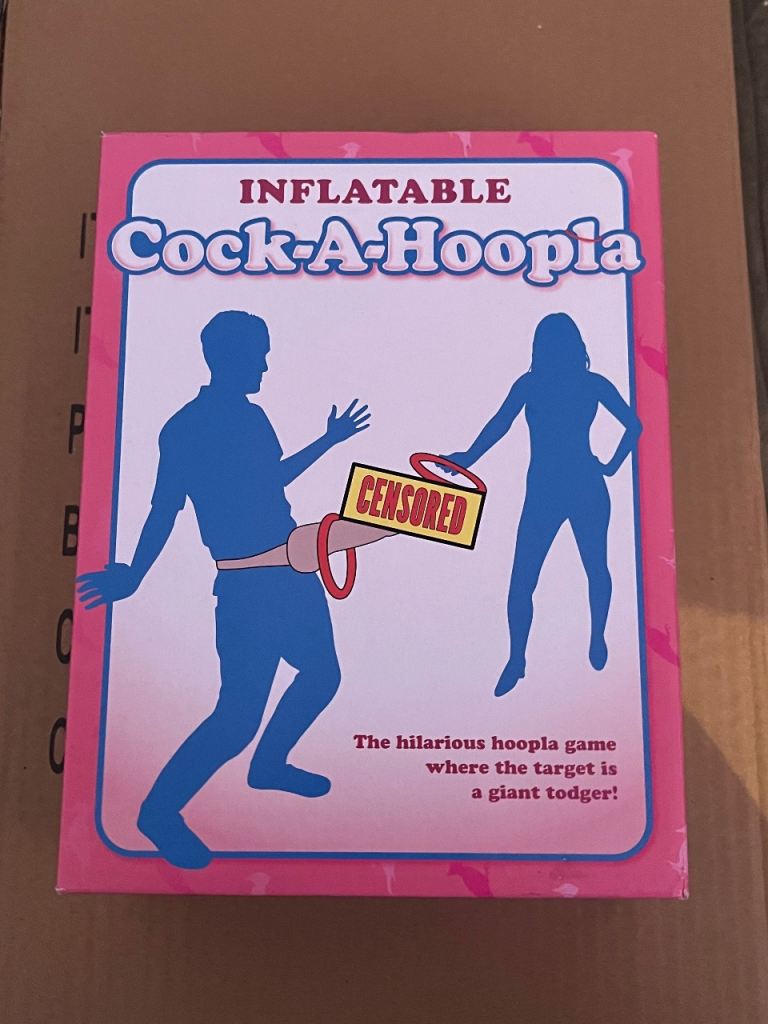 INFLATABLE
Cock-A-Hoopla
CENSORED
The hilarious hoopla game
where the target is
a giant todger!